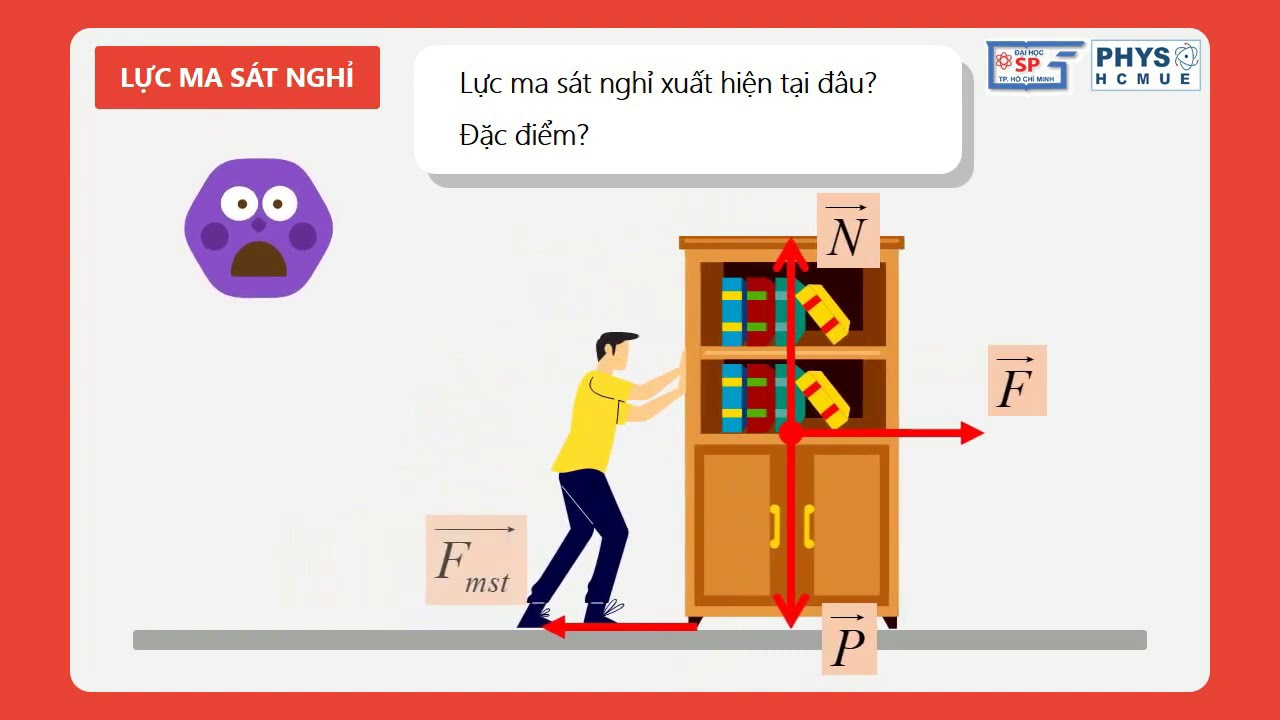 LỰC MA SÁT NGHỈ
Lực ma sát nghỉ xuất hiện tại đâu?
Đặc điểm?
ĐẠI HỌC
SP
TP. HỒ CHÍ MINH
PHYS
HCMUE
N
F
F mst
P